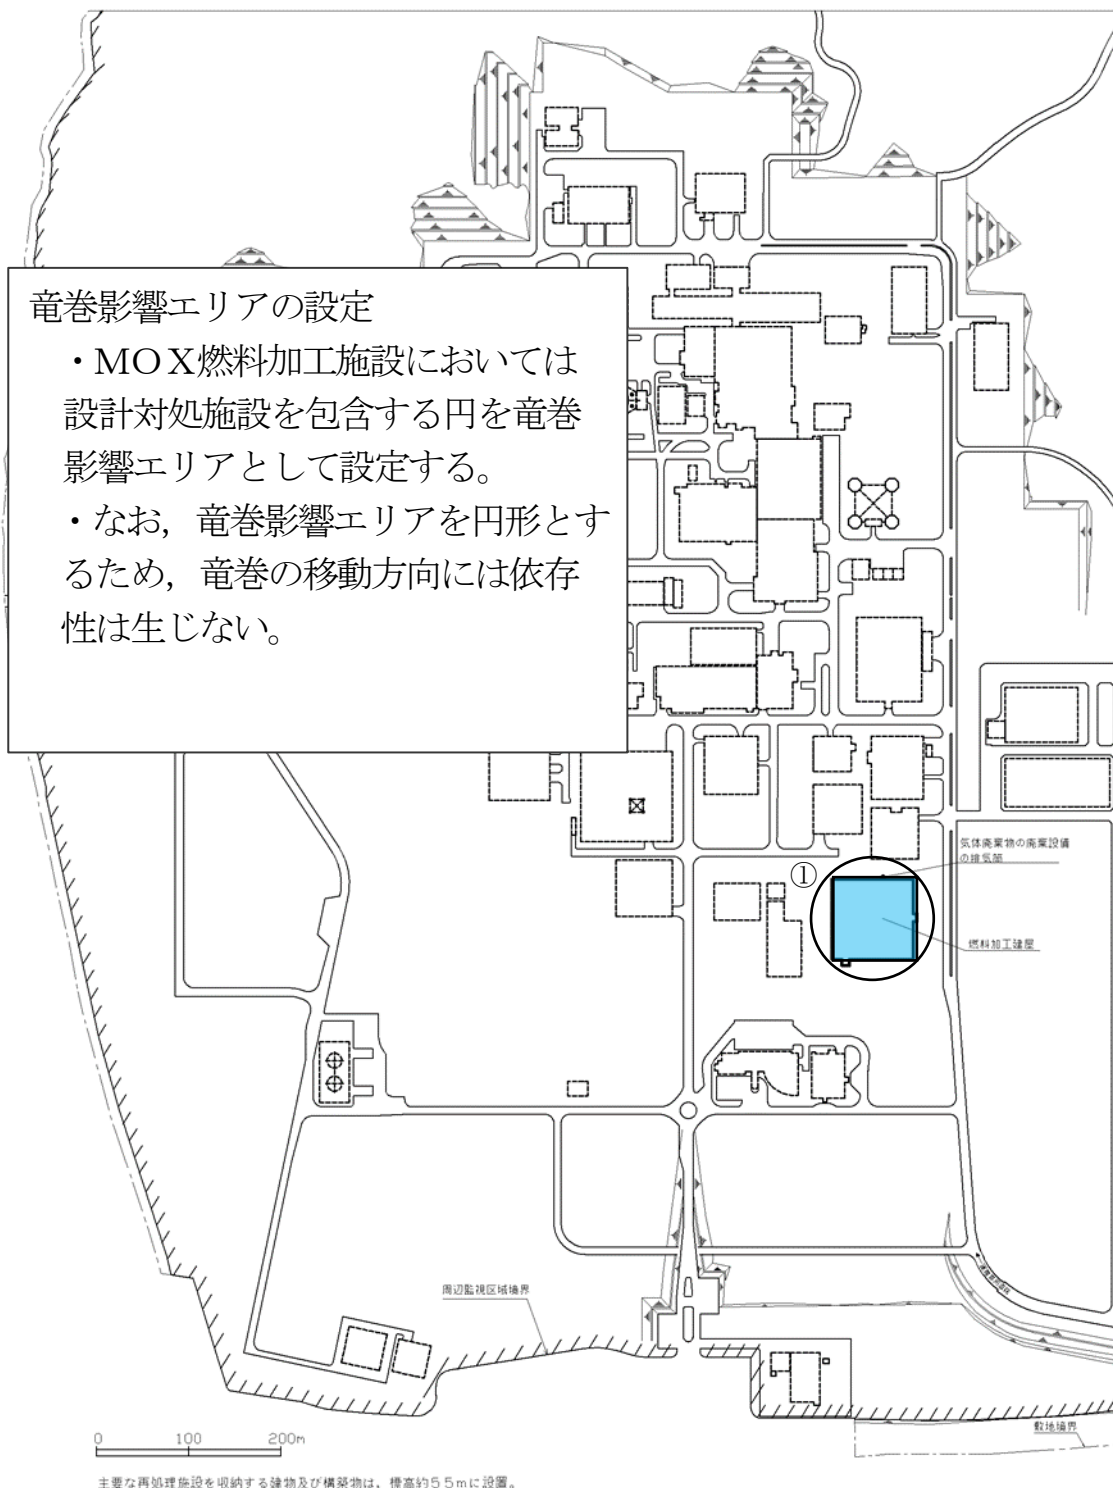 竜巻影響エリアの設定
・MOX燃料加工施設においては
設計対処施設を包含する円を竜巻
影響エリアとして設定する。
・なお，竜巻影響エリアを円形とす
るため，竜巻の移動方向には依存
性は生じない。
気体廃棄物の廃棄設備
の排気筒
①
燃料加工建屋
周辺監視区域境界
敷地境界
0 100 200m
主要な再処理施設を収納する建物及び構築物は，標高約55mに設置。